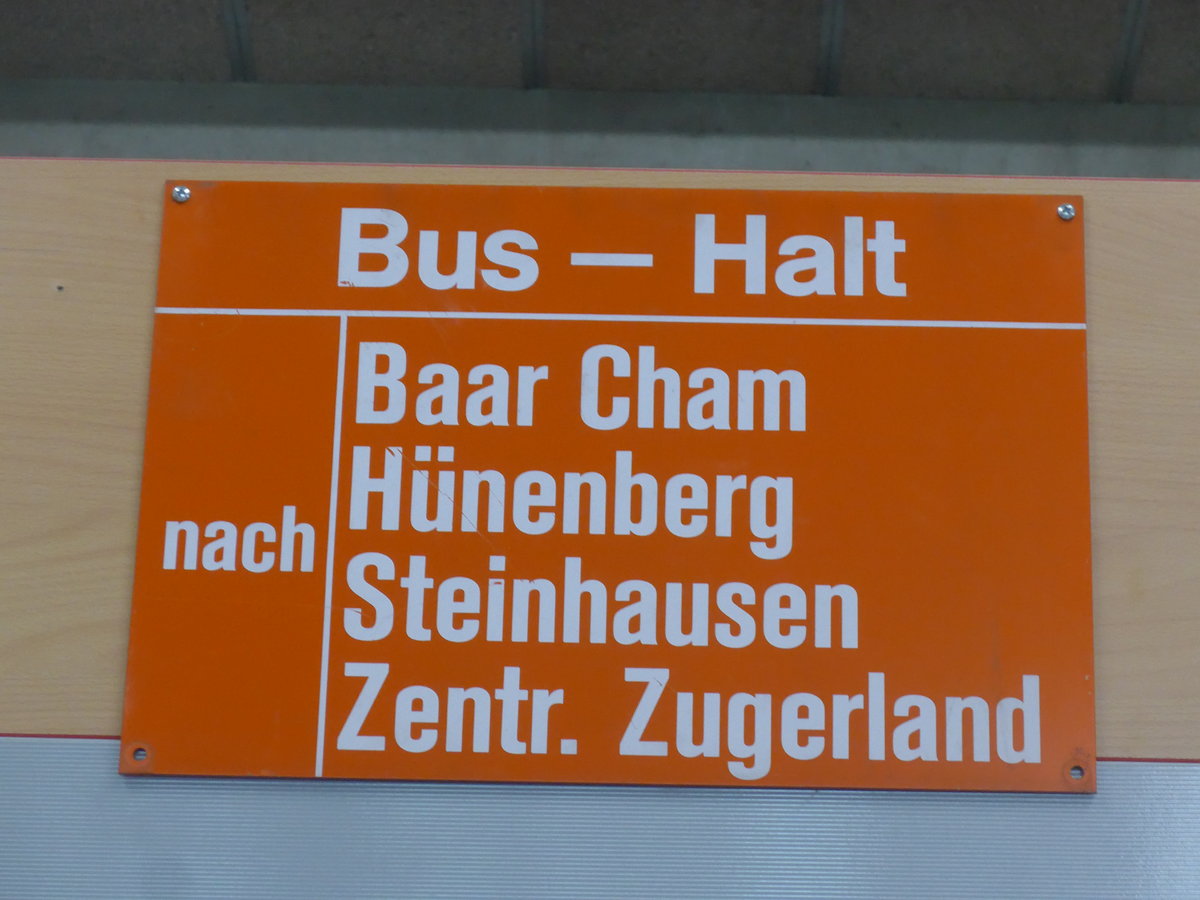 Bus — Halt
nach
Baar Cham
Hünenberg
Steinhausen
Zentr. Zugerland